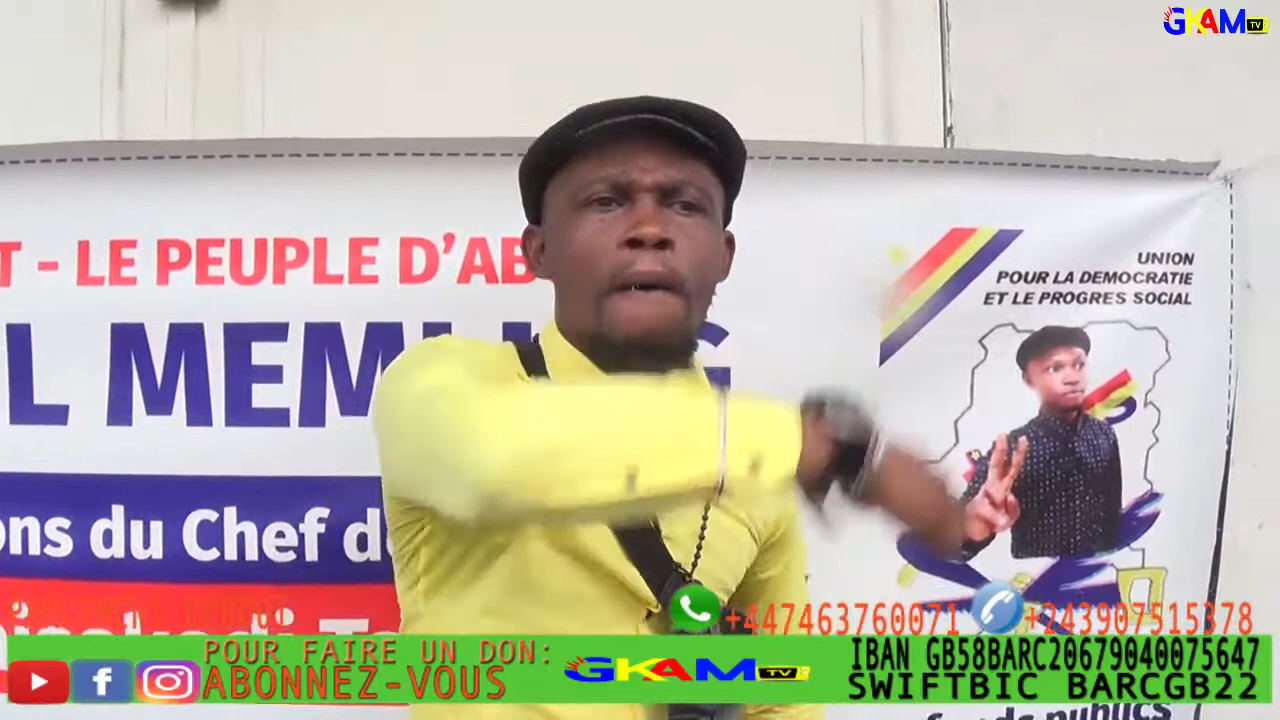 GKAM TV
T - LE PEUPLE D'AB
UNION
POUR LA DEMOCRATIE
ET LE PROGRES SOCIAL
L MEM
ons du Chef d
+447463760071 +243907515378
POUR FAIRE UN DON:
ABONNEZ-VOUS
GKAM TV
IBAN GB58BARC20679040075647
SWIFTBIC BARCGB22
publics